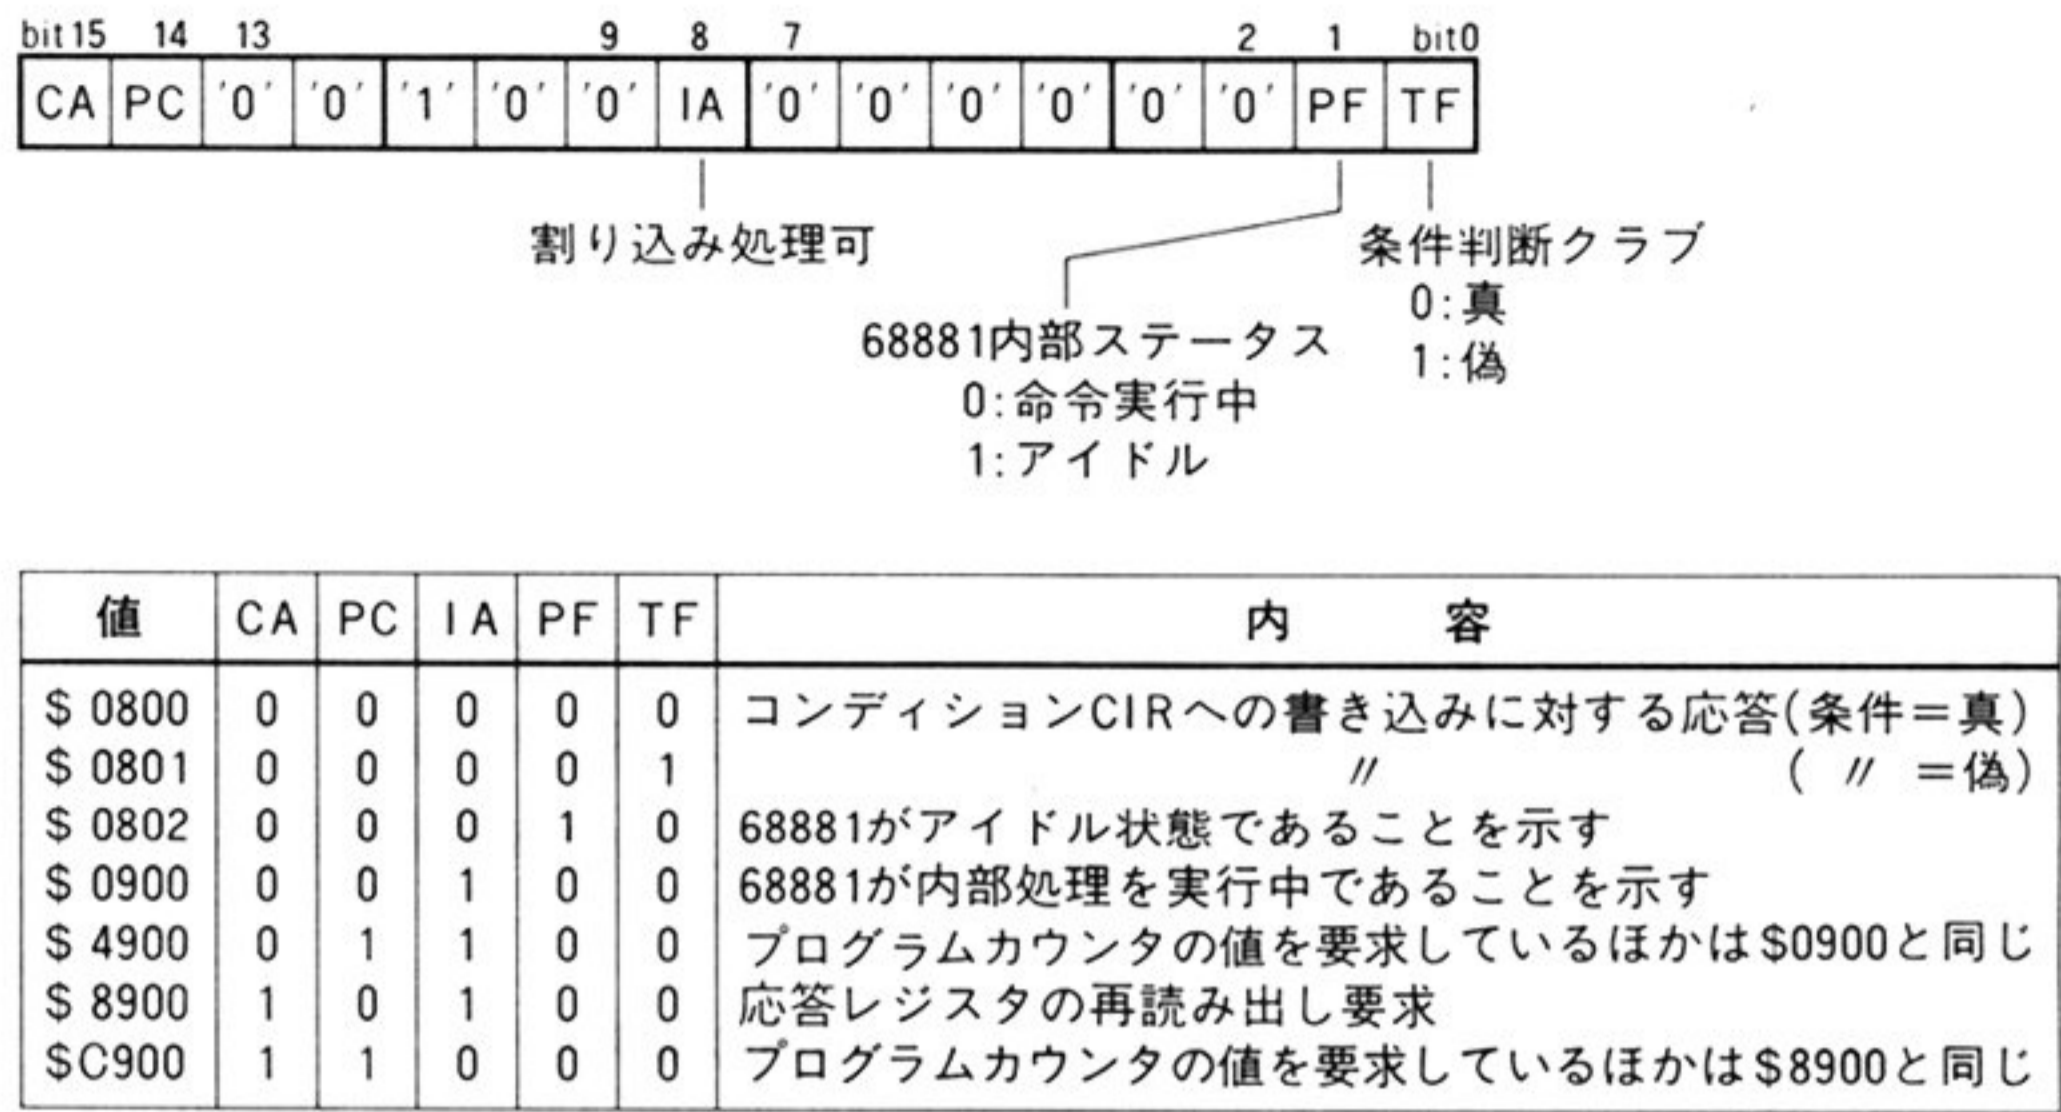 bit15 14 13 9 8 7 2 1 bit0
CA PC '0' '0' '1' '0' '0' IA '0' '0' '0' '0' '0' '0' PF TF
割り込み処理可
条件判断クラブ
0:真
1:偽
68881内部ステータス
0:命令実行中
1:アイドル
値 CA PC IA PF TF 内容
$ 0800 0 0 0 0 0 コンディションCIRへの書き込みに対する応答(条件=真)
$ 0801 0 0 0 0 1 〃 ( 〃 =偽)
$ 0802 0 0 0 1 0 68881がアイドル状態であることを示す
$ 0900 0 0 1 0 0 68881が内部処理を実行中であることを示す
$ 4900 0 1 1 0 0 プログラムカウンタの値を要求しているほかは$0900と同じ
$ 8900 1 0 1 0 0 応答レジスタの再読み出し要求
$C900 1 1 0 0 0 プログラムカウンタの値を要求しているほかは$8900と同じ